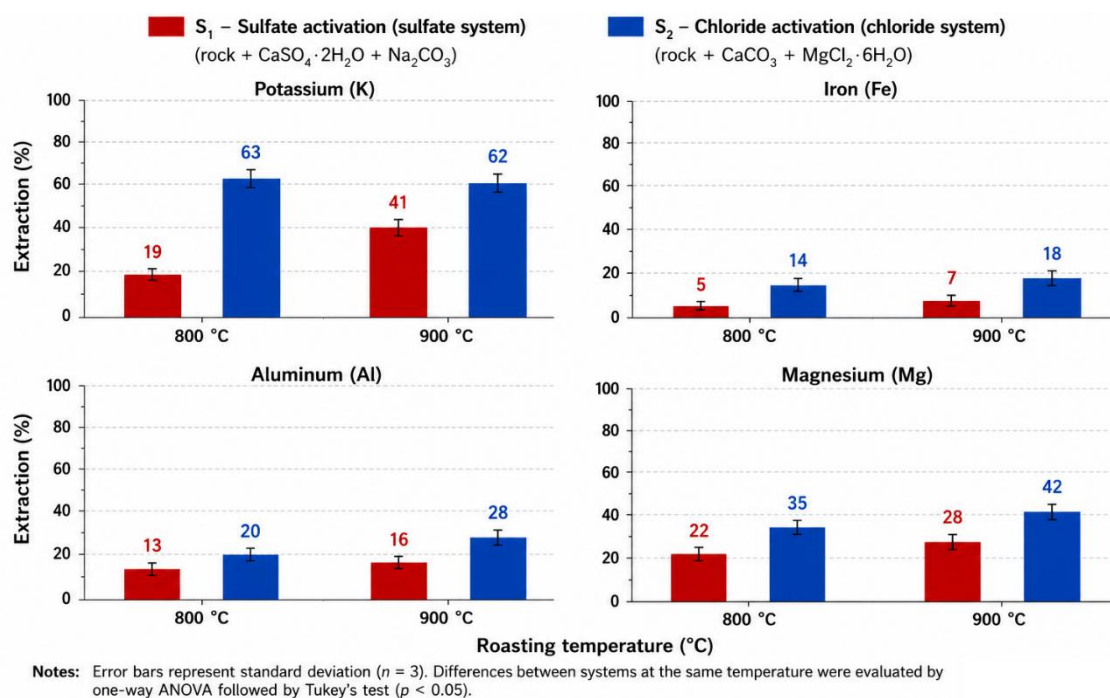 S₁ – Sulfate activation (sulfate system)
(rock + CaSO₄·2H₂O + Na₂CO₃)
S₂ – Chloride activation (chloride system)
(rock + CaCO₃ + MgCl₂·6H₂O)
Potassium (K)
Extraction (%)
100
80
60
40
20
0
19
63
41
62
800 °C
900 °C
Iron (Fe)
100
80
60
40
20
0
5
14
7
18
800 °C
900 °C
Aluminum (Al)
Extraction (%)
100
80
60
40
20
0
13
20
16
28
800 °C
900 °C
Magnesium (Mg)
100
80
60
40
20
0
22
35
28
42
800 °C
900 °C
Roasting temperature (°C)
Notes: Error bars represent standard deviation (n = 3). Differences between systems at the same temperature were evaluated by
one-way ANOVA followed by Tukey's test (p < 0.05).